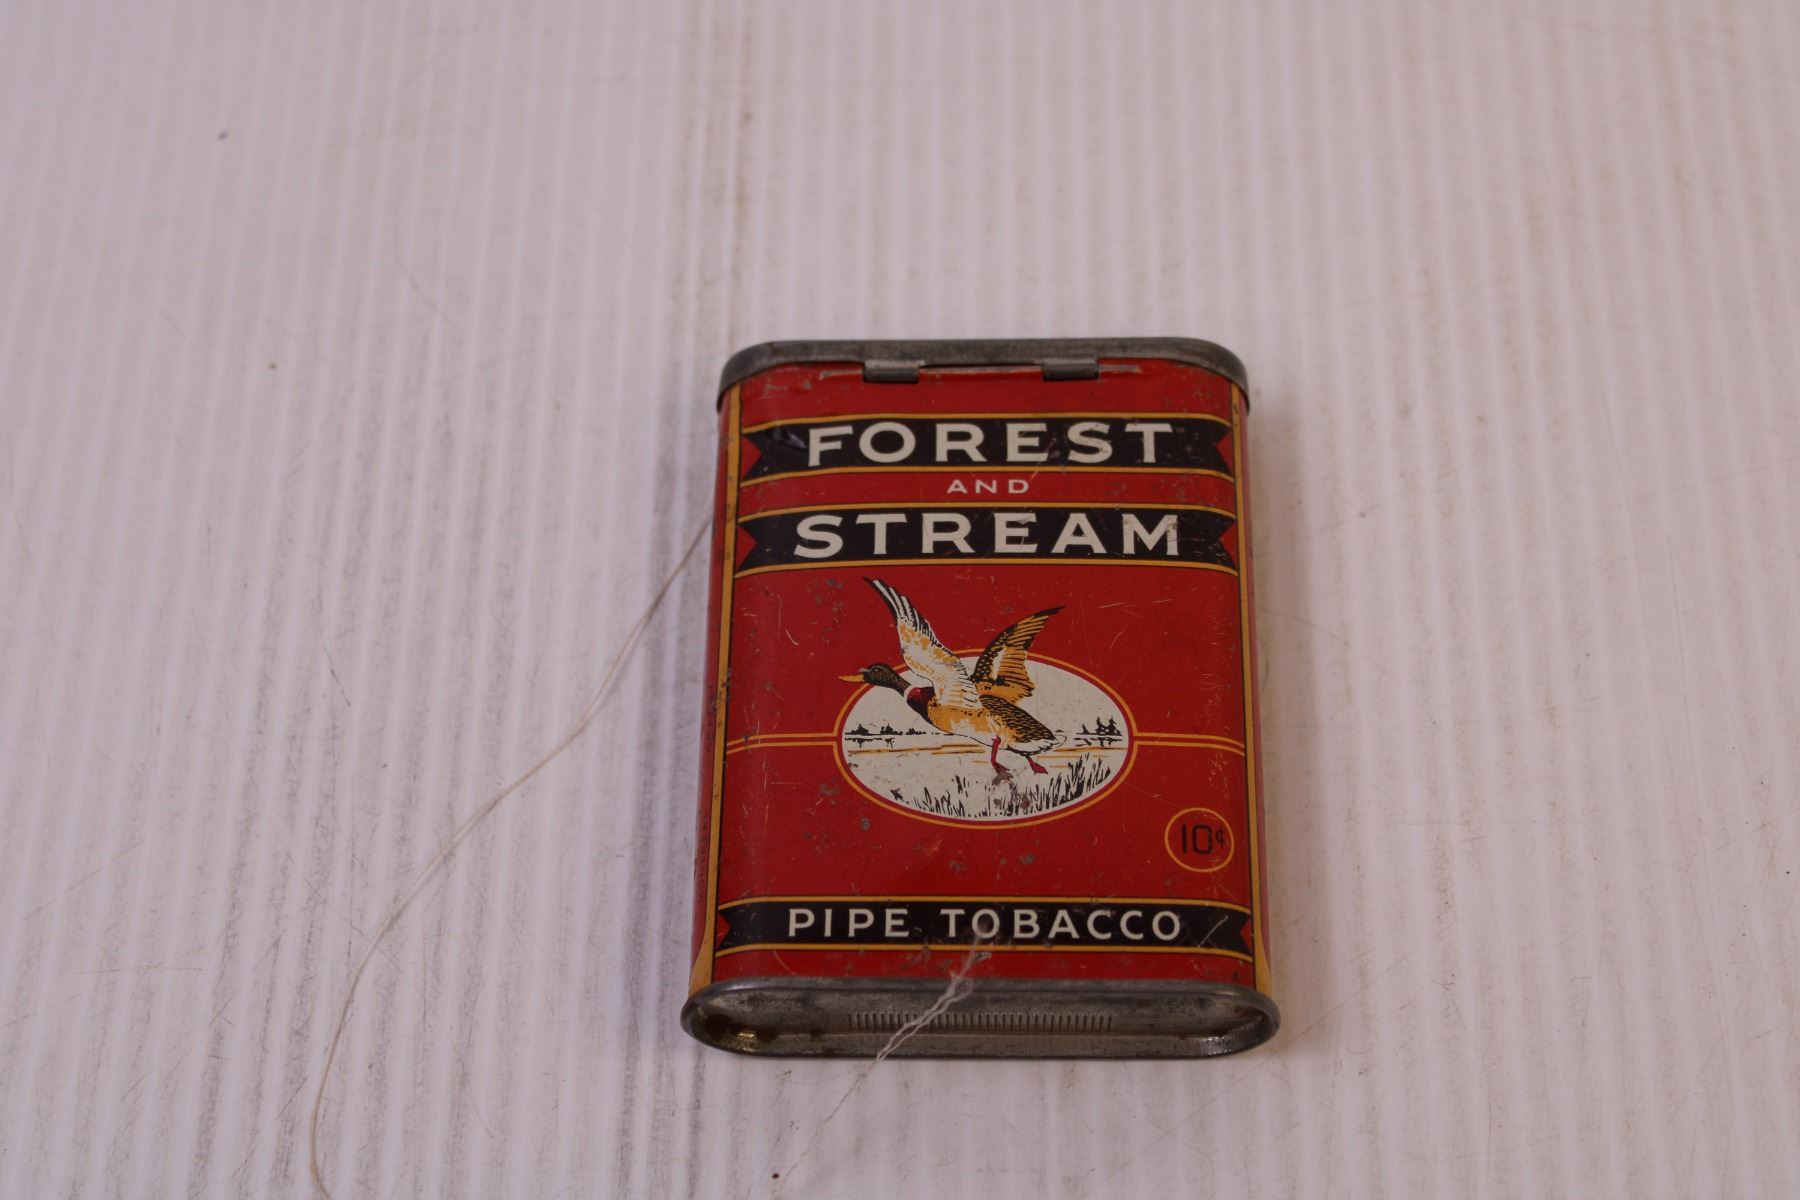 FOREST
AND
STREAM
10¢
PIPE TOBACCO